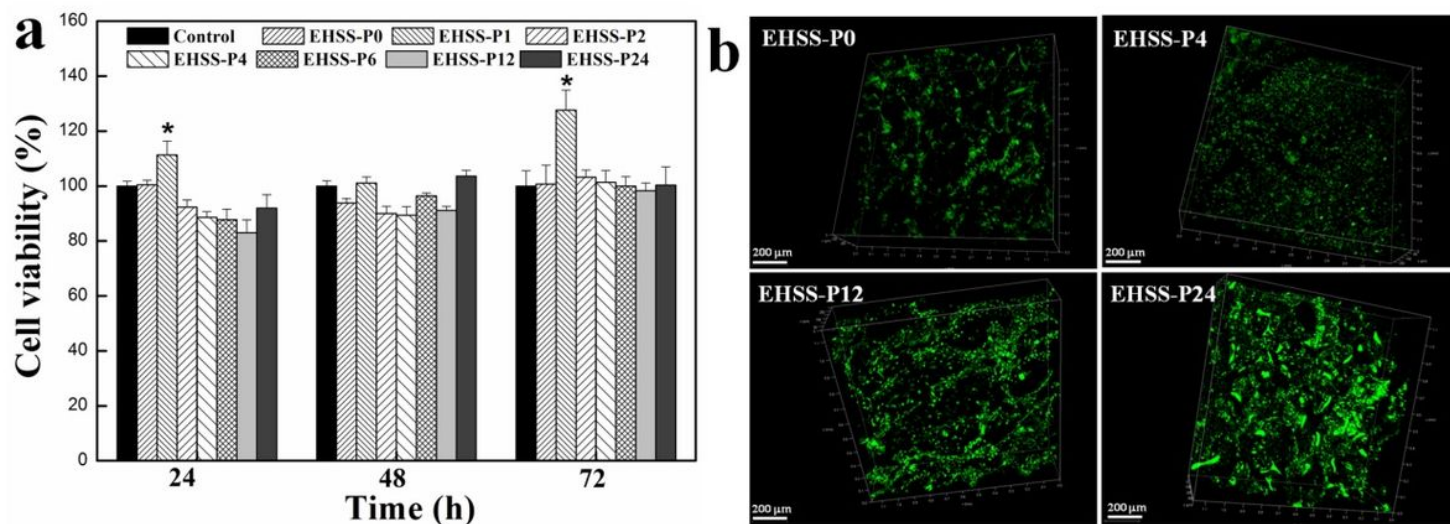 a
160
140
120
100
80
60
40
20
0
Cell viability (%)
Control EHSS-P0 EHSS-P1 EHSS-P2
EHSS-P4 EHSS-P6 EHSS-P12 EHSS-P24
*
*
24 48 72
Time (h)
b
EHSS-P0
200 μm
EHSS-P4
200 μm
EHSS-P12
200 μm
EHSS-P24
200 μm